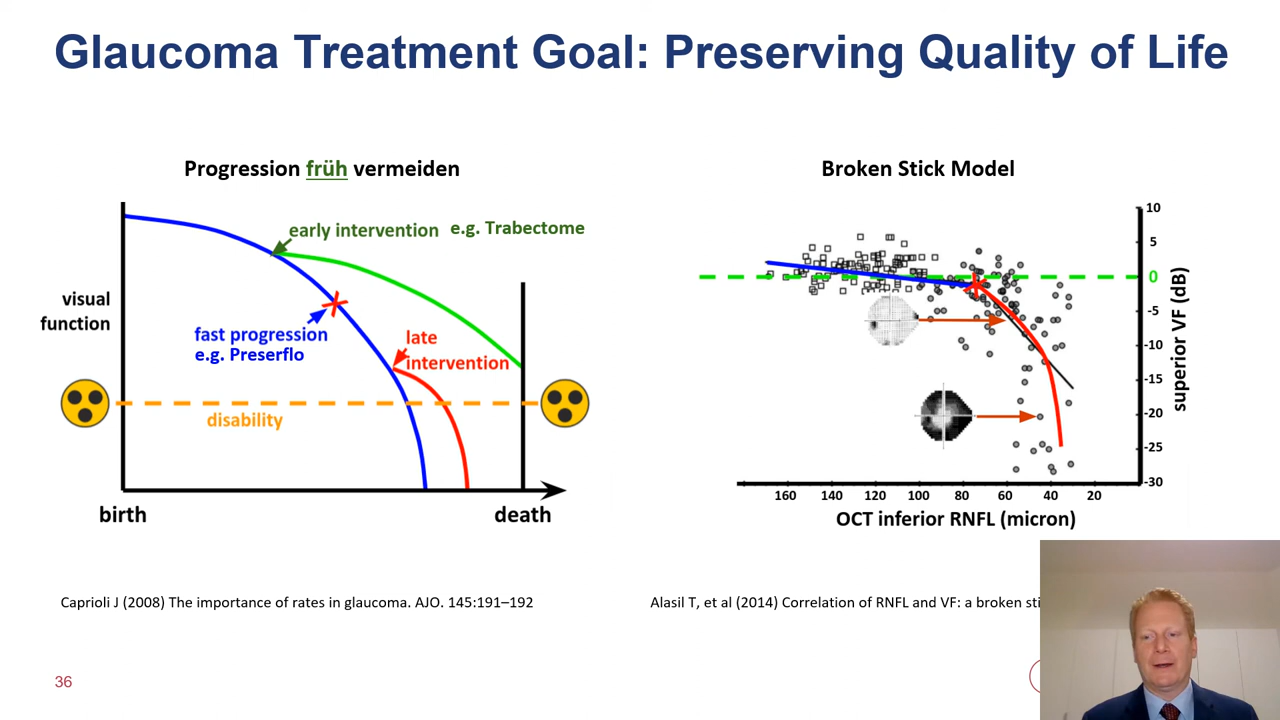 Glaucoma Treatment Goal: Preserving Quality of Life
Progression früh vermeiden
early intervention e.g. Trabectome
visual
function
fast progression
e.g. Preserflo
late
intervention
disability
birth
death
Caprioli J (2008) The importance of rates in glaucoma. AJO. 145:191–192
Broken Stick Model
10
5
0
-5
-10
-15
-20
-25
-30
superior VF (dB)
160 140 120 100 80 60 40 20
OCT inferior RNFL (micron)
Alasil T, et al (2014) Correlation of RNFL and VF: a broken sti
36